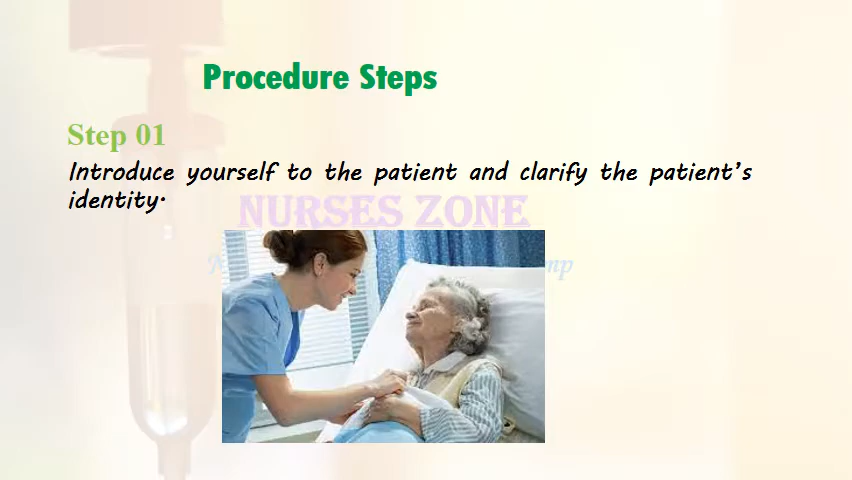 Procedure Steps
Step 01
Introduce yourself to the patient and clarify the patient's
identity.
NURSES ZONE